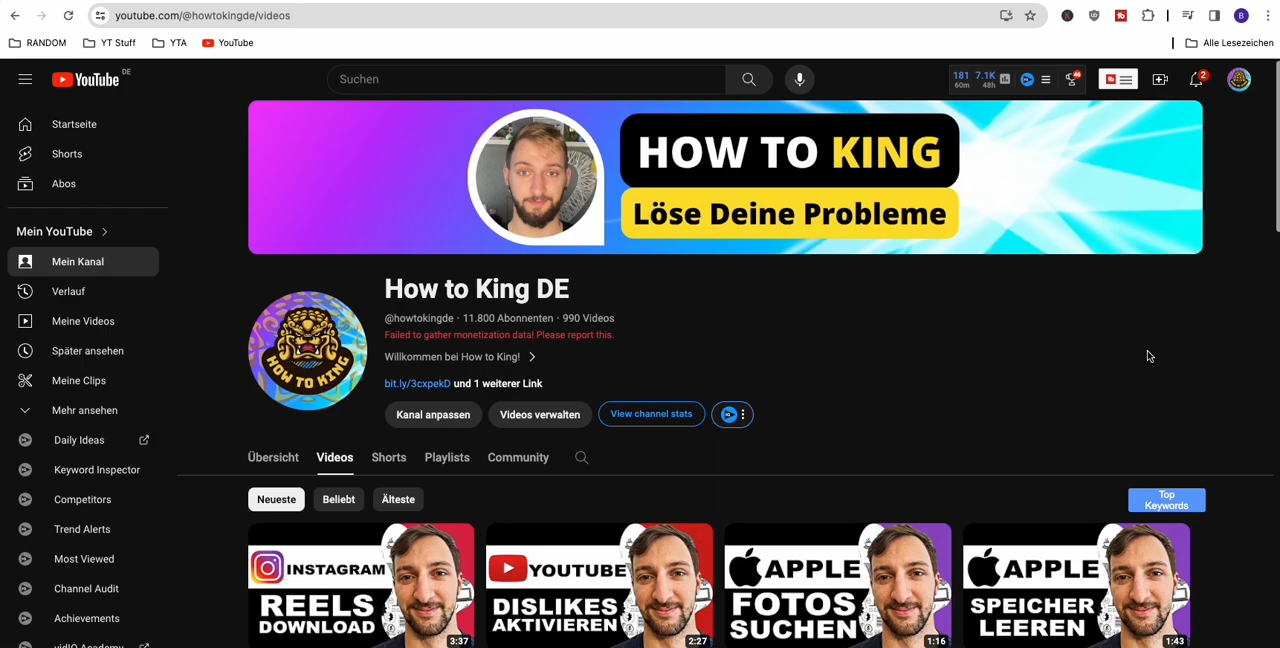 youtube.com/@howtokingde/videos
RANDOM
YT Stuff
YTA
YouTube
Alle Lesezeichen
YouTube DE
Suchen
181 7.1K
60m 48h
46
2
Startseite
Shorts
Abos
Mein YouTube
Mein Kanal
Verlauf
Meine Videos
Später ansehen
Meine Clips
Mehr ansehen
Daily Ideas
Keyword Inspector
Competitors
Trend Alerts
Most Viewed
Channel Audit
Achievements
vidIQ Academy
HOW TO KING
Löse Deine Probleme
HOW TO KING
How to King DE
@howtokingde · 11.800 Abonnenten · 990 Videos
Failed to gather monetization data! Please report this.
Willkommen bei How to King!
bit.ly/3cxpekD und 1 weiterer Link
Kanal anpassen
Videos verwalten
View channel stats
Übersicht
Videos
Shorts
Playlists
Community
Neueste
Beliebt
Älteste
Top
Keywords
INSTAGRAM
REELS
DOWNLOAD
3:37
YOUTUBE
DISLIKES
AKTIVIEREN
2:27
APPLE
FOTOS
SUCHEN
1:16
APPLE
SPEICHER
LEEREN
1:43